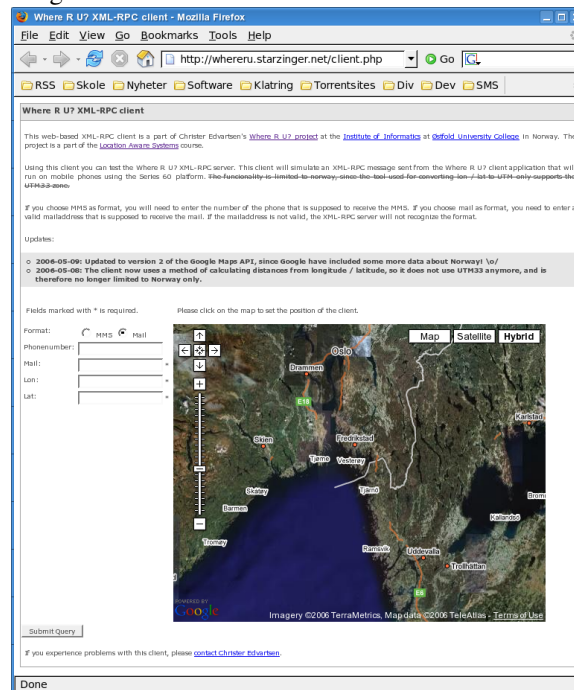 Where R U? XML-RPC client - Mozilla Firefox
File Edit View Go Bookmarks Tools Help
http://whereru.starzinger.net/client.php Go G
RSS Skole Nyheter Software Klatring Torrentsites Div Dev SMS
Where R U? XML-RPC client
This web-based XML-RPC client is a part of Christer Edvartsen's Where R U? project at the Institute of Informatics at Østfold University College in Norway. The
project is a part of the Location Aware Systems course.
Using this client you can test the Where R U? XML-RPC server. This client will simulate an XML-RPC message sent from the Where R U? client application that will
run on mobile phones using the Series 60 platform. The funcionality is limited to norway, since the tool used for converting lon / lat to UTM only supports the
UTM33 zone.
If you choose MMS as format, you will need to enter the number of the phone that is supposed to receive the MMS. If you choose mail as format, you need to enter a
valid mailaddress that is supposed to receive the mail. If the mailaddress is not valid, the XML-RPC server will not recognize the format.
Updates:
2006-05-09: Updated to version 2 of the Google Maps API, since Google have included some more data about Norway! \o/
2006-05-08: The client now uses a method of calculating distances from longitude / latitude, so it does not use UTM33 anymore, and is
therefore no longer limited to Norway only.
Fields marked with * is required. Please click on the map to set the position of the client.
Format: MMS Mail
Phonenumber:
Mail: *
Lon: *
Lat: *
Map Satellite Hybrid
Oslo
Drammen
E18
Karlstad
Skien
Fredrikstad
Tjøme
Vesterøy
Skåtøy
Tjärnö
Barmen
Kållandsö
Tromøy
Ramsvik
Uddevalla
Trollhättan
E6
POWERED BY
Google
Imagery ©2006 TerraMetrics, Map data ©2006 TeleAtlas - Terms of Use
Submit Query
If you experience problems with this client, please contact Christer Edvartsen.
Done